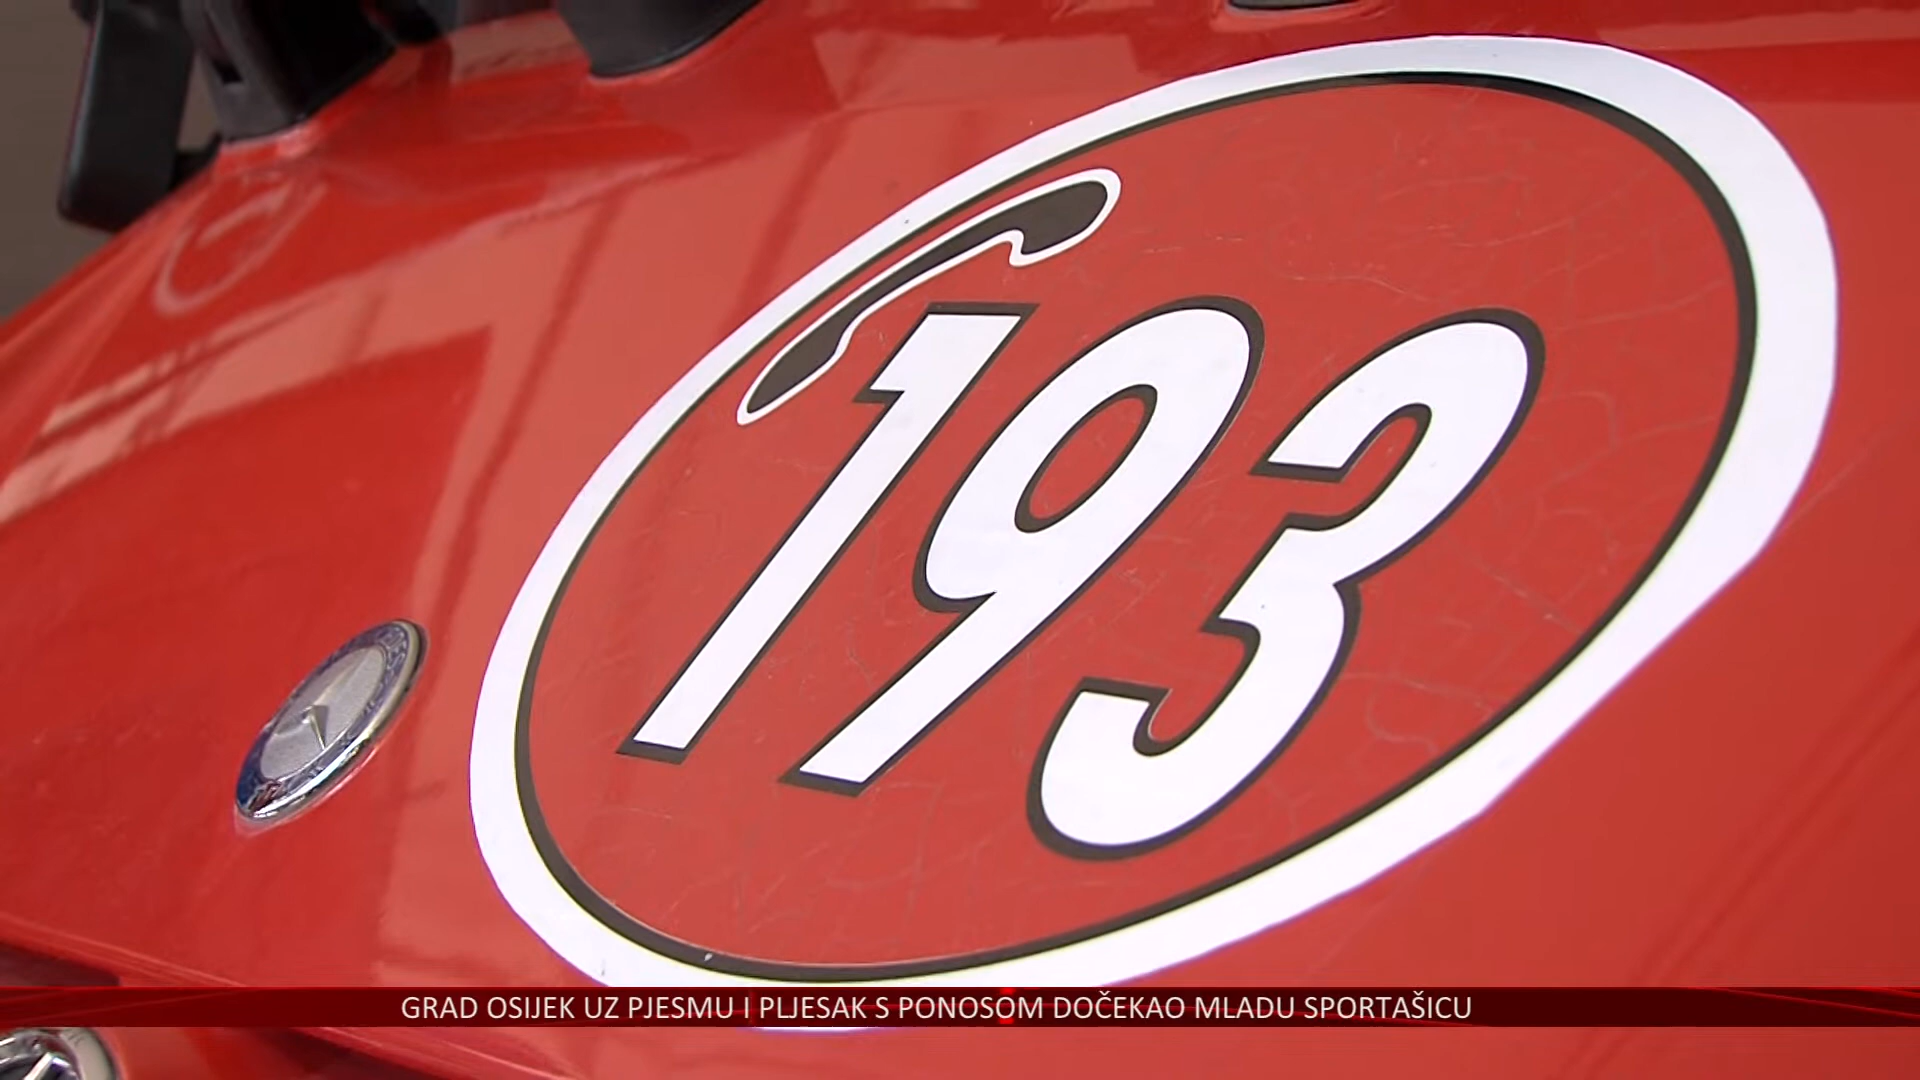 193
GRAD OSIJEK UZ PJESMU I PLJESAK S PONOSOM DOČEKAO MLADU SPORTAŠICU